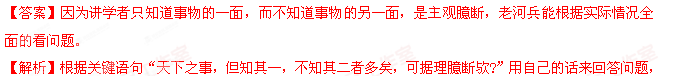 【答案】因为讲学者只知道事物的一面，而不知道事物的另一面，是主观臆断，老河兵能根据实际情况全
面的看问题。
【解析】根据关键语句“天下之事，但知其一，不知其二者多矣，可据理臆断欤?”用自己的话来回答问题，